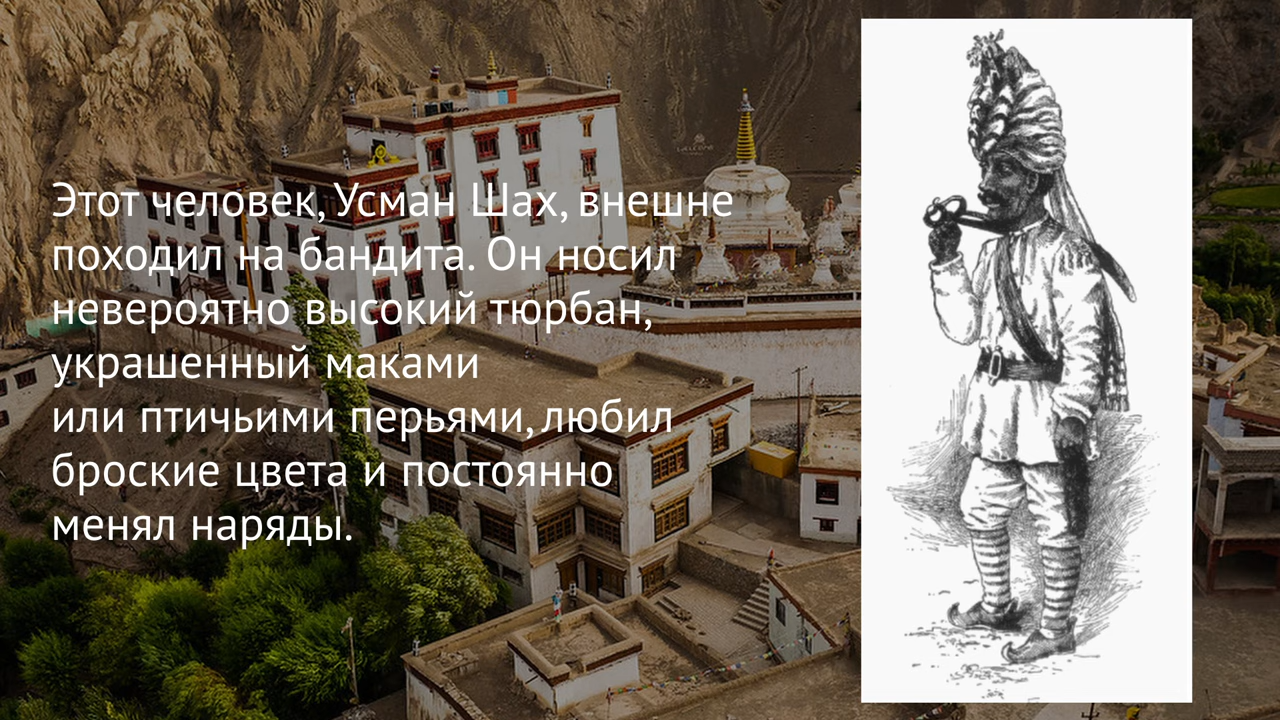 Этот человек, Усман Шах, внешне
походил на бандита. Он носил
невероятно высокий тюрбан,
украшенный маками
или птичьими перьями, любил
броские цвета и постоянно
менял наряды.